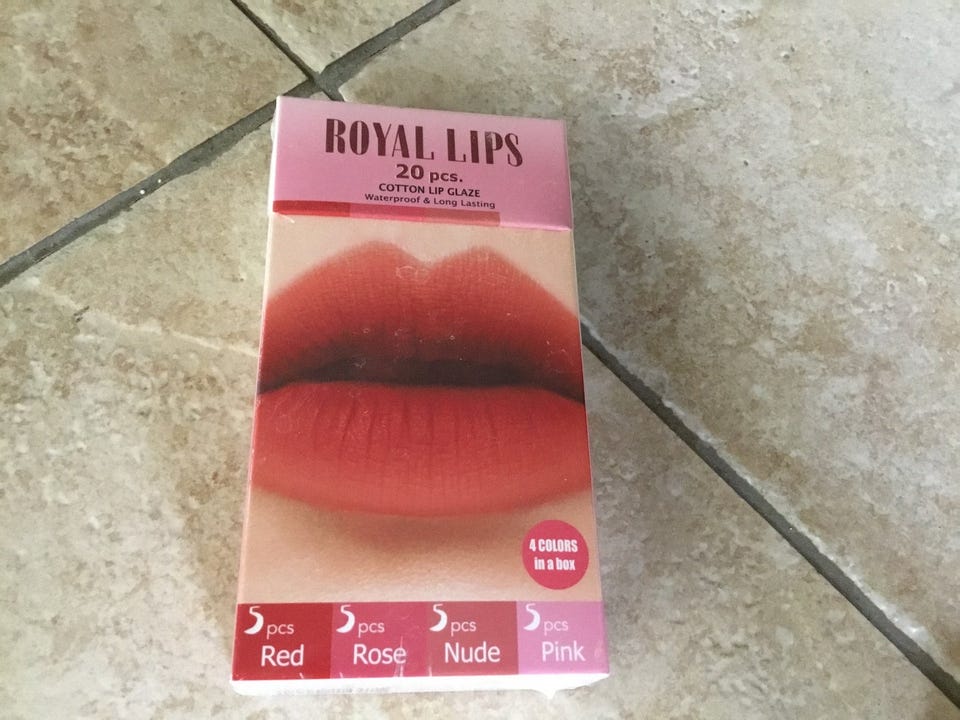 ROYAL LIPS
20 pcs.
COTTON LIP GLAZE
Waterproof & Long Lasting
4 COLORS
in a box
5 pcs 5 pcs 5 pcs 5 pcs
Red Rose Nude Pink